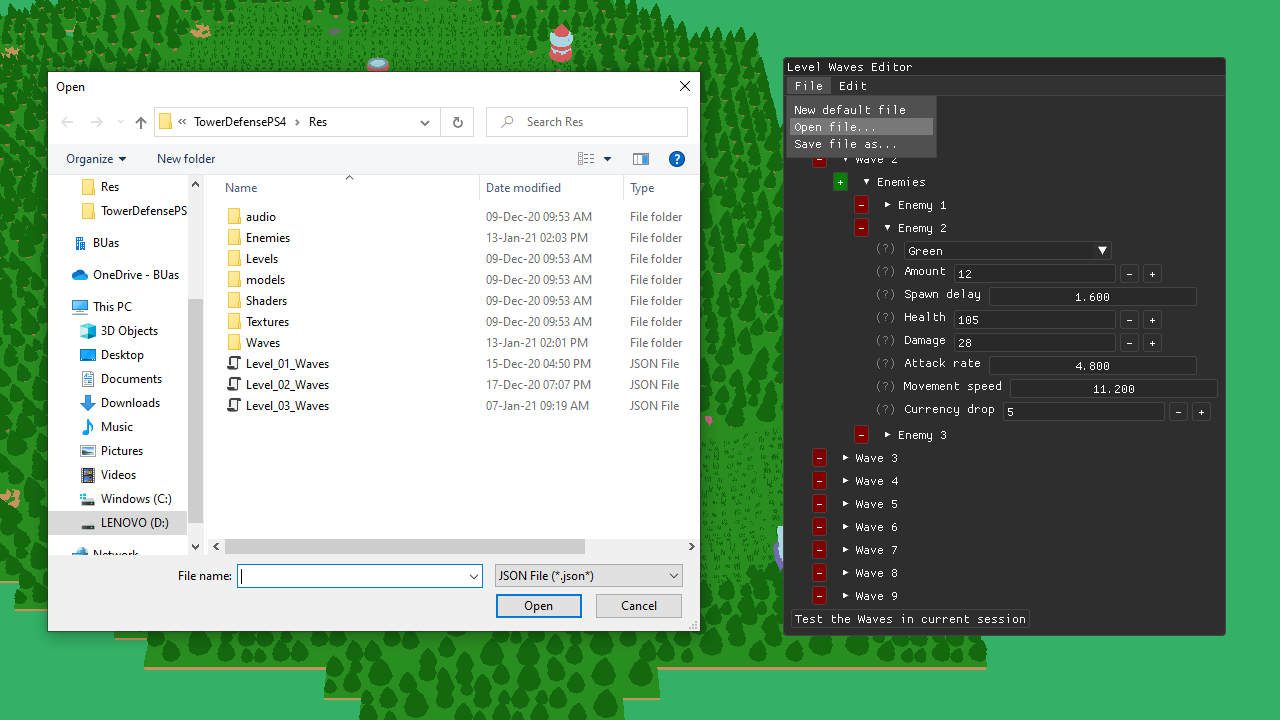 Open
« TowerDefensePS4 > Res
Search Res
Organize
New folder
Name Date modified Type
Res
TowerDefensePS
BUas
OneDrive - BUas
This PC
3D Objects
Desktop
Documents
Downloads
Music
Pictures
Videos
Windows (C:)
LENOVO (D:)
Network
audio 09-Dec-20 09:53 AM File folder
Enemies 13-Jan-21 02:03 PM File folder
Levels 09-Dec-20 09:53 AM File folder
models 09-Dec-20 09:53 AM File folder
Shaders 09-Dec-20 09:53 AM File folder
Textures 09-Dec-20 09:53 AM File folder
Waves 13-Jan-21 02:01 PM File folder
Level_01_Waves 15-Dec-20 04:50 PM JSON File
Level_02_Waves 17-Dec-20 07:07 PM JSON File
Level_03_Waves 07-Jan-21 09:19 AM JSON File
File name:
JSON File (*.json*)
Open
Cancel
Level Waves Editor
File Edit
New default file
Open file...
Save file as...
- Wave 2
+ Enemies
- Enemy 1
- Enemy 2
(?) Green
(?) Amount 12 - +
(?) Spawn delay 1.600
(?) Health 105 - +
(?) Damage 28 - +
(?) Attack rate 4.800
(?) Movement speed 11.200
(?) Currency drop 5 - +
- Enemy 3
- Wave 3
- Wave 4
- Wave 5
- Wave 6
- Wave 7
- Wave 8
- Wave 9
Test the Waves in current session